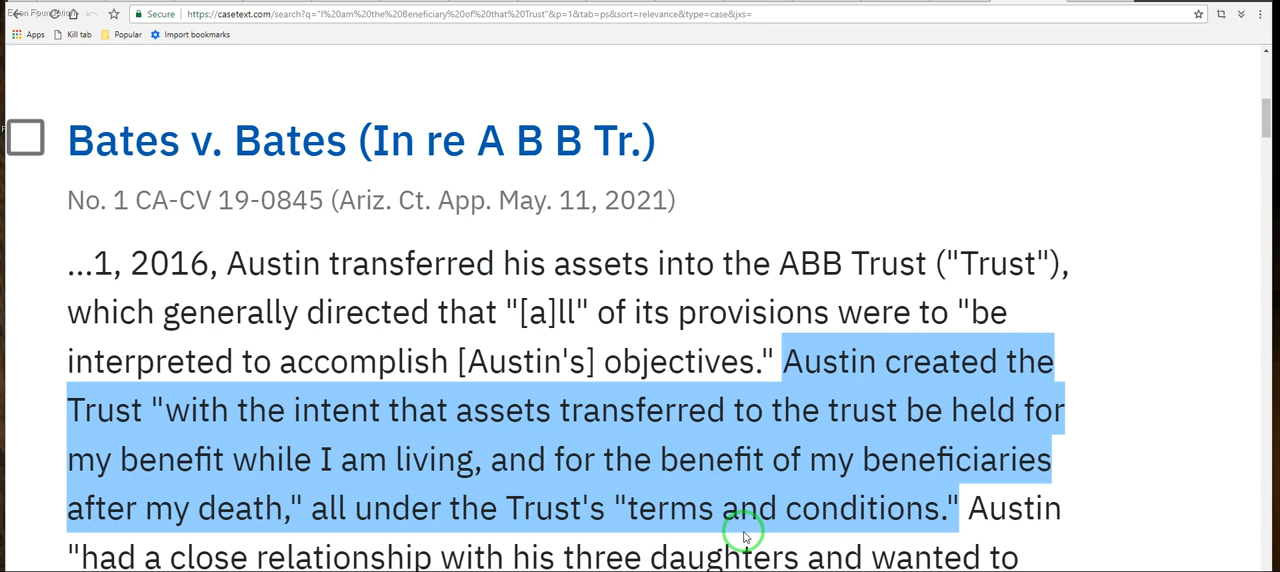 Secure https://casetext.com/search?q="I%20am%20the%20Beneficiary%20of%20that%20Trust"&p=1&tab=ps&sort=relevance&type=case&jxs=
Apps Kill tab Popular Import bookmarks
Bates v. Bates (In re A B B Tr.)
No. 1 CA-CV 19-0845 (Ariz. Ct. App. May. 11, 2021)
...1, 2016, Austin transferred his assets into the ABB Trust ("Trust"),
which generally directed that "[a]ll" of its provisions were to "be
interpreted to accomplish [Austin's] objectives." Austin created the
Trust "with the intent that assets transferred to the trust be held for
my benefit while I am living, and for the benefit of my beneficiaries
after my death," all under the Trust's "terms and conditions." Austin
"had a close relationship with his three daughters and wanted to